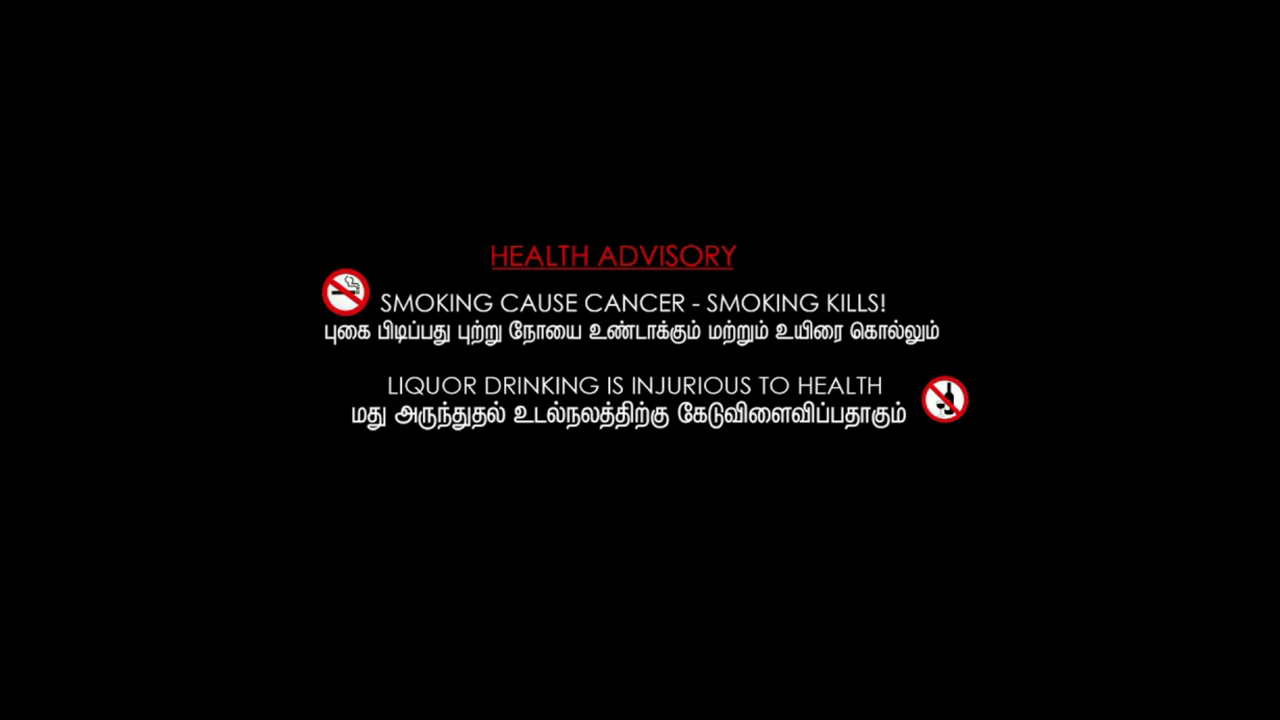 HEALTH ADVISORY
SMOKING CAUSE CANCER - SMOKING KILLS!
புகை பிடிப்பது புற்று நோயை உண்டாக்கும் மற்றும் உயிரை கொல்லும்
LIQUOR DRINKING IS INJURIOUS TO HEALTH
மது அருந்துதல் உடல்நலத்திற்கு கேடுவிளைவிப்பதாகும்